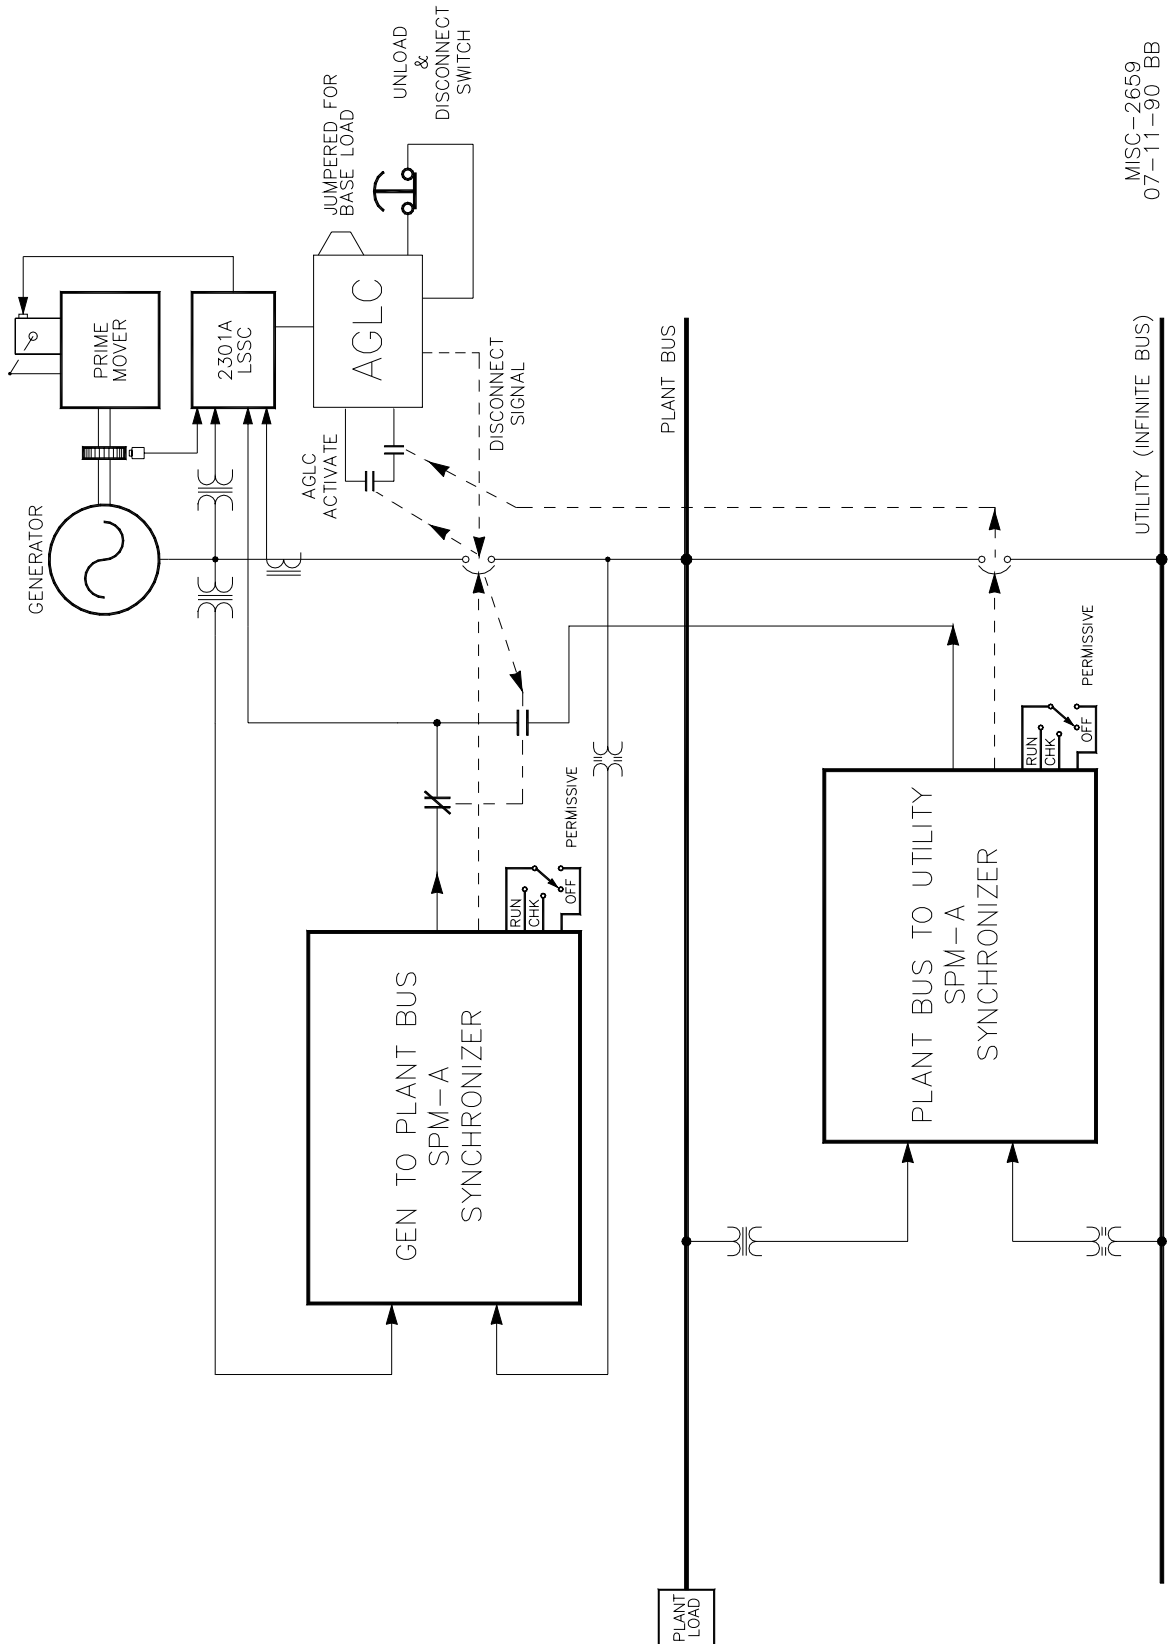 GENERATOR
PRIME
MOVER
2301A
LSSC
AGLC
JUMPERED FOR
BASE LOAD
UNLOAD
&
DISCONNECT
SWITCH
AGLC
ACTIVATE
DISCONNECT
SIGNAL
GEN TO PLANT BUS
SPM-A
SYNCHRONIZER
RUN
CHK
OFF
PERMISSIVE
PLANT BUS
PLANT
LOAD
PLANT BUS TO UTILITY
SPM-A
SYNCHRONIZER
RUN
CHK
OFF
PERMISSIVE
UTILITY (INFINITE BUS)
MISC-2659
07-11-90 BB